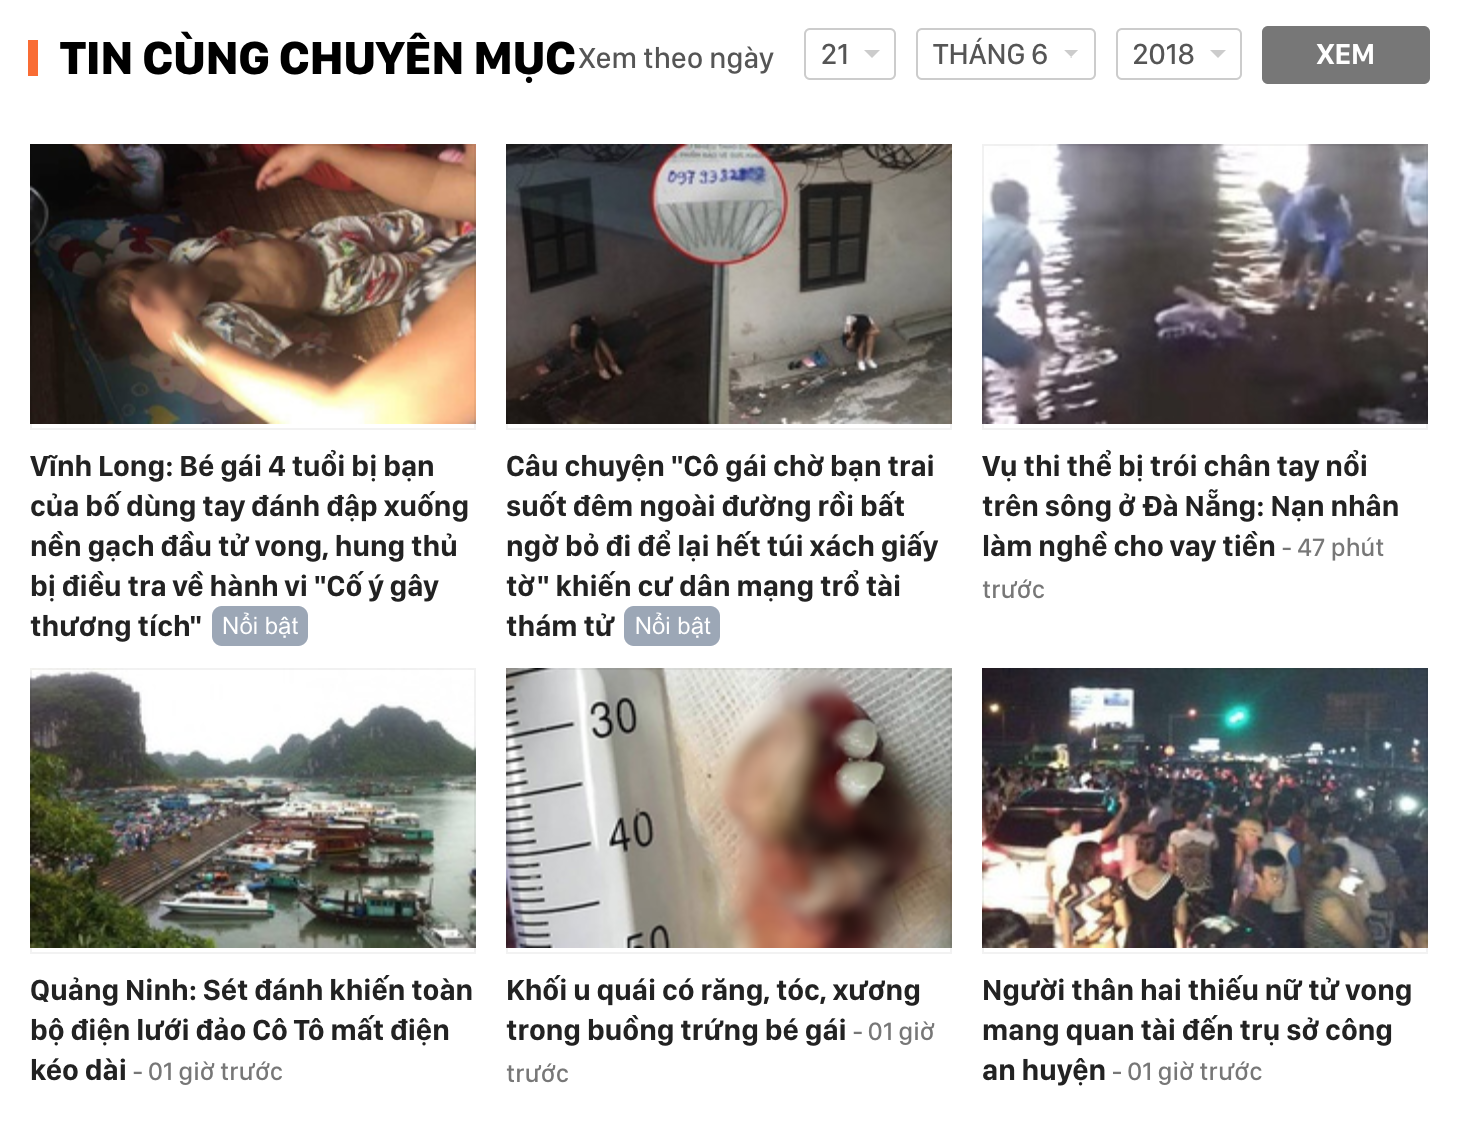 TIN CÙNG CHUYÊN MỤC
Xem theo ngày
21
THÁNG 6
2018
XEM
Vĩnh Long: Bé gái 4 tuổi bị bạn
của bố dùng tay đánh đập xuống
nền gạch đầu tử vong, hung thủ
bị điều tra về hành vi "Cố ý gây
thương tích" Nổi bật
Câu chuyện "Cô gái chờ bạn trai
suốt đêm ngoài đường rồi bất
ngờ bỏ đi để lại hết túi xách giấy
tờ" khiến cư dân mạng trổ tài
thám tử Nổi bật
Vụ thi thể bị trói chân tay nổi
trên sông ở Đà Nẵng: Nạn nhân
làm nghề cho vay tiền - 47 phút
trước
30
40
50
Quảng Ninh: Sét đánh khiến toàn
bộ điện lưới đảo Cô Tô mất điện
kéo dài - 01 giờ trước
Khối u quái có răng, tóc, xương
trong buồng trứng bé gái - 01 giờ
trước
Người thân hai thiếu nữ tử vong
mang quan tài đến trụ sở công
an huyện - 01 giờ trước